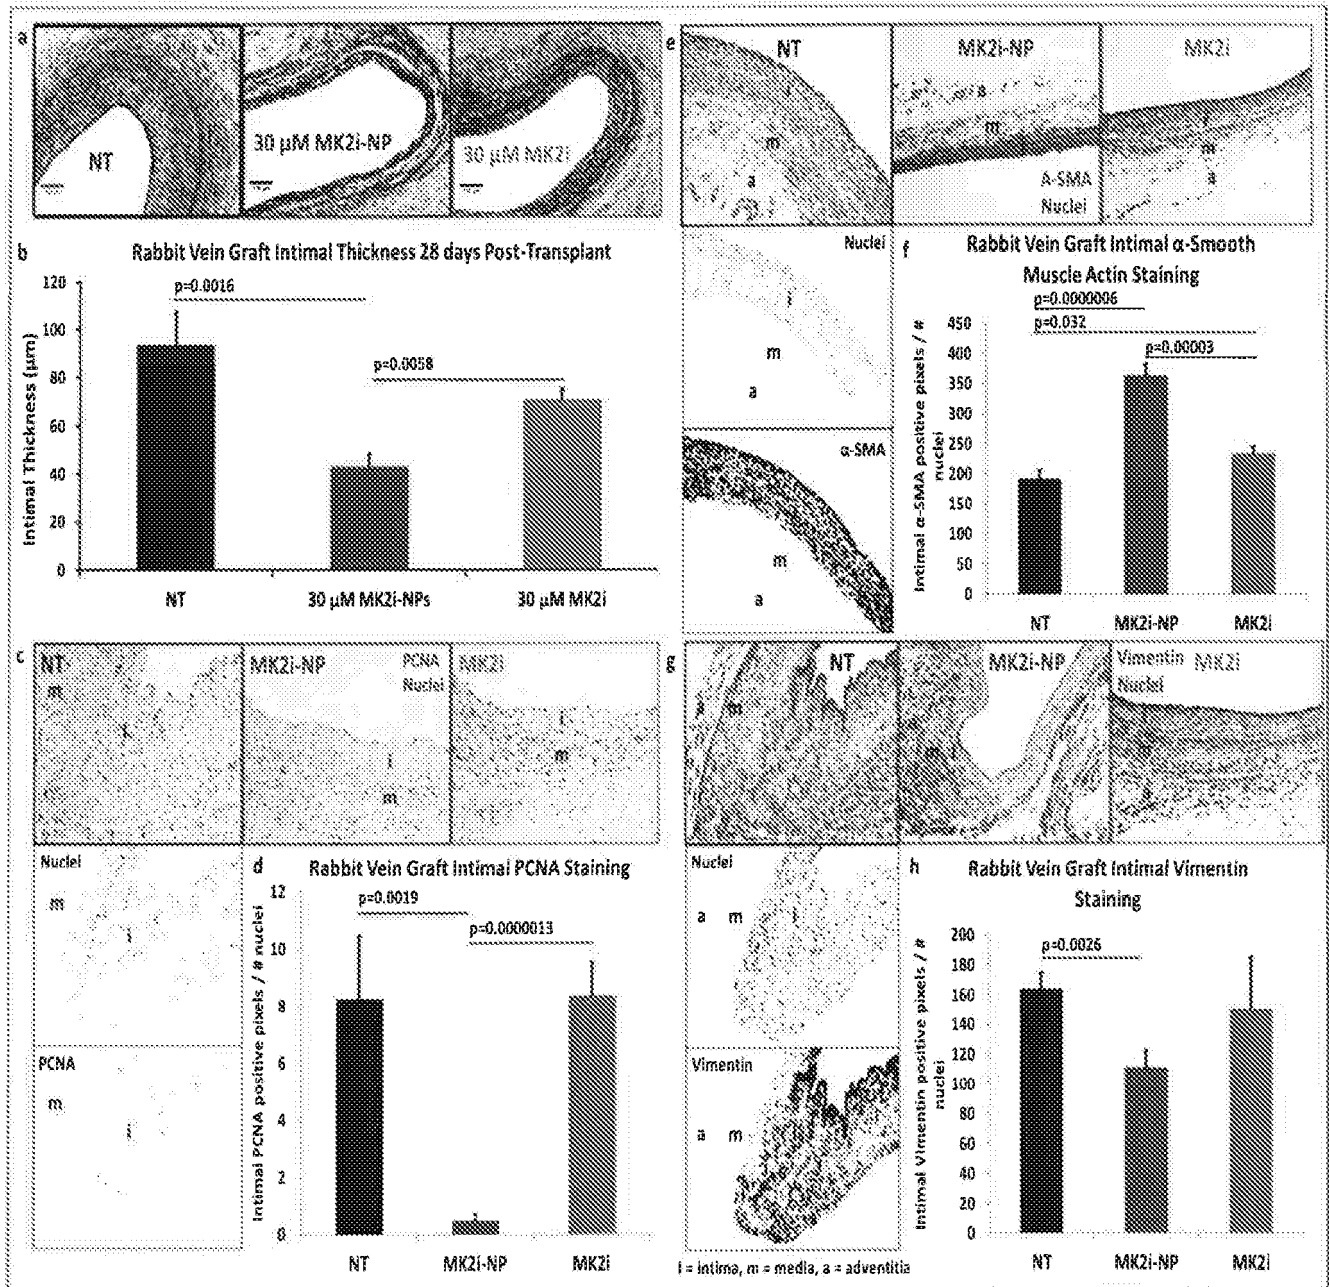 a
NT
30 μM MK2i-NP
30 μM MK2i
b
Rabbit Vein Graft Intimal Thickness 28 days Post-Transplant
Intimal Thickness (μm)
120
100
80
60
40
20
0
p=0.0016
p=0.0058
NT
30 μM MK2i-NPs
30 μM MK2i
c
NT
m
i
MK2i-NP
PCNA
Nuclei
i
m
MK2i
i
m
Nuclei
m
i
PCNA
m
i
d
Rabbit Vein Graft Intimal PCNA Staining
Intimal PCNA positive pixels / # nuclei
12
10
8
6
4
2
0
p=0.0019
p=0.0000013
NT
MK2i-NP
MK2i
e
NT
i
m
a
MK2i-NP
a
m
A-SMA
Nuclei
MK2i
i
m
a
Nuclei
i
m
a
α-SMA
m
a
f
Rabbit Vein Graft Intimal α-Smooth
Muscle Actin Staining
Intimal α-SMA positive pixels / #
nuclei
450
400
350
300
250
200
150
100
50
0
p=0.0000006
p=0.032
p=0.00003
NT
MK2i-NP
MK2i
g
NT
a m
MK2i-NP
m i
Vimentin
Nuclei
MK2i
Nuclei
a m i
Vimentin
a m
h
Rabbit Vein Graft Intimal Vimentin
Staining
Intimal Vimentin positive pixels / #
nuclei
200
180
160
140
120
100
80
60
40
20
0
p=0.0026
NT
MK2i-NP
MK2i
i = intima, m = media, a = adventitia